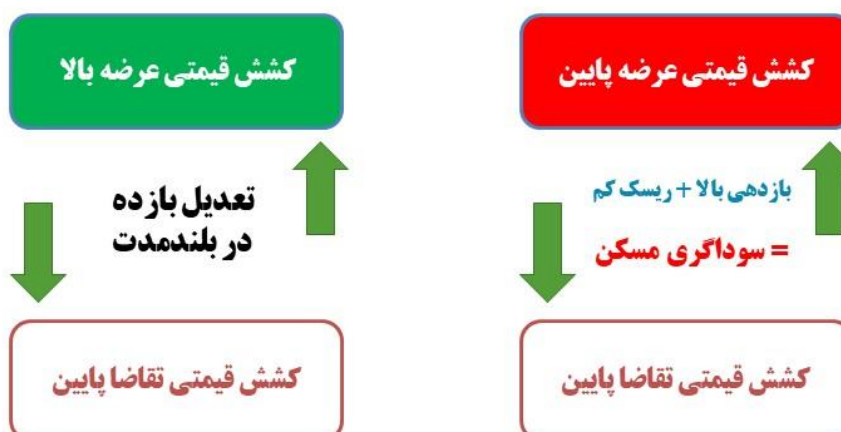 کشش قیمتی عرضه پایین
بازدهی بالا + ریسک کم
= سوداگری مسکن
کشش قیمتی تقاضا پایین
کشش قیمتی عرضه بالا
تعدیل بازده
در بلندمدت
کشش قیمتی تقاضا پایین